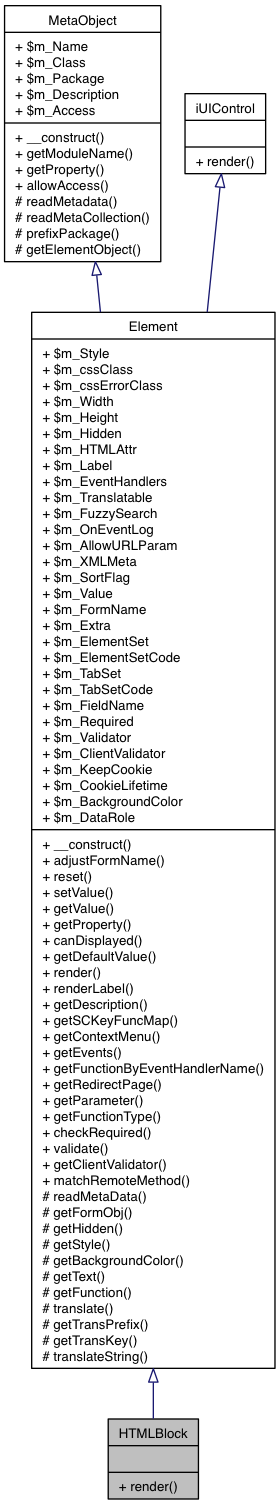 MetaObject
+ $m_Name
+ $m_Class
+ $m_Package
+ $m_Description
+ $m_Access
+ __construct()
+ getModuleName()
+ getProperty()
+ allowAccess()
# readMetadata()
# readMetaCollection()
# prefixPackage()
# getElementObject()
iUIControl
+ render()
Element
+ $m_Style
+ $m_cssClass
+ $m_cssErrorClass
+ $m_Width
+ $m_Height
+ $m_Hidden
+ $m_HTMLAttr
+ $m_Label
+ $m_EventHandlers
+ $m_Translatable
+ $m_FuzzySearch
+ $m_OnEventLog
+ $m_AllowURLParam
+ $m_XMLMeta
+ $m_SortFlag
+ $m_Value
+ $m_FormName
+ $m_Extra
+ $m_ElementSet
+ $m_ElementSetCode
+ $m_TabSet
+ $m_TabSetCode
+ $m_FieldName
+ $m_Required
+ $m_Validator
+ $m_ClientValidator
+ $m_KeepCookie
+ $m_CookieLifetime
+ $m_BackgroundColor
+ $m_DataRole
+ __construct()
+ adjustFormName()
+ reset()
+ setValue()
+ getValue()
+ getProperty()
+ canDisplayed()
+ getDefaultValue()
+ render()
+ renderLabel()
+ getDescription()
+ getSCKeyFuncMap()
+ getContextMenu()
+ getEvents()
+ getFunctionByEventHandlerName()
+ getRedirectPage()
+ getParameter()
+ getFunctionType()
+ checkRequired()
+ validate()
+ getClientValidator()
+ matchRemoteMethod()
# readMetaData()
# getFormObj()
# getHidden()
# getStyle()
# getBackgroundColor()
# getText()
# getFunction()
# translate()
# getTransPrefix()
# getTransKey()
# translateString()
HTMLBlock
+ render()